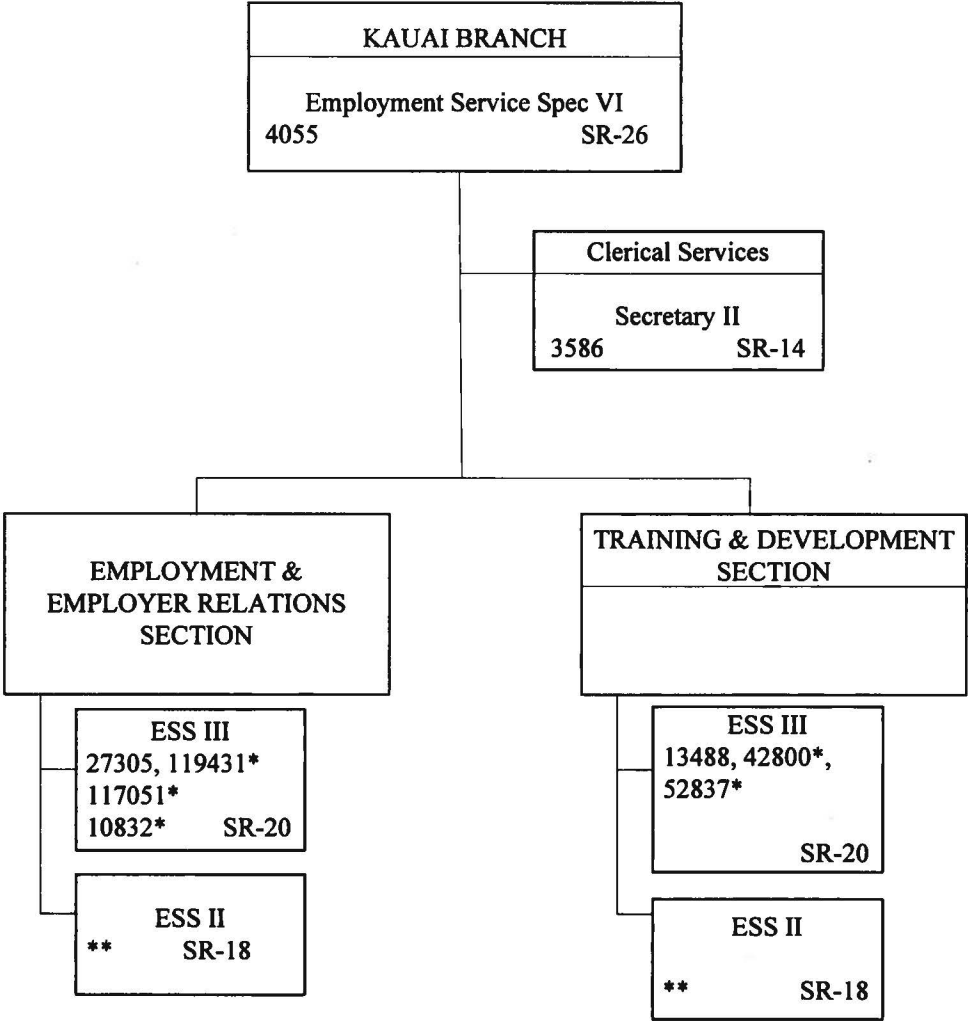 KAUAI BRANCH
Employment Service Spec VI
4055 SR-26
Clerical Services
Secretary II
3586 SR-14
EMPLOYMENT &
EMPLOYER RELATIONS
SECTION
ESS III
27305, 119431*
117051*
10832* SR-20
ESS II
** SR-18
TRAINING & DEVELOPMENT
SECTION
ESS III
13488, 42800*,
52837*
SR-20
ESS II
** SR-18